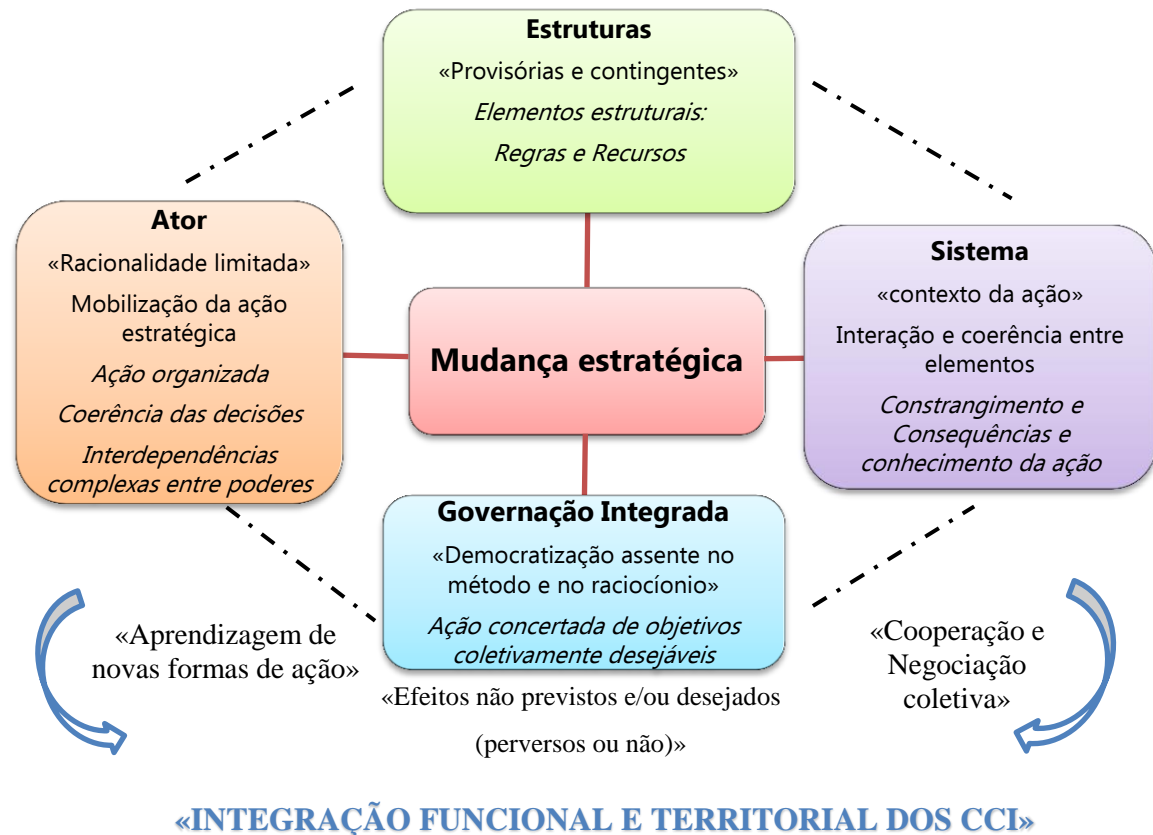 Estruturas
«Provisórias e contingentes»
Elementos estruturais:
Regras e Recursos
Ator
«Racionalidade limitada»
Mobilização da ação
estratégica
Ação organizada
Coerência das decisões
Interdependências
complexas entre poderes
Mudança estratégica
Sistema
«contexto da ação»
Interação e coerência entre
elementos
Constrangimento e
Consequências e
conhecimento da ação
Governação Integrada
«Democratização assente no
método e no raciocíonio»
Ação concertada de objetivos
coletivamente desejáveis
«Aprendizagem de
novas formas de ação»
«Cooperação e
Negociação
coletiva»
«Efeitos não previstos e/ou desejados
(perversos ou não)»
«INTEGRAÇÃO FUNCIONAL E TERRITORIAL DOS CCI»